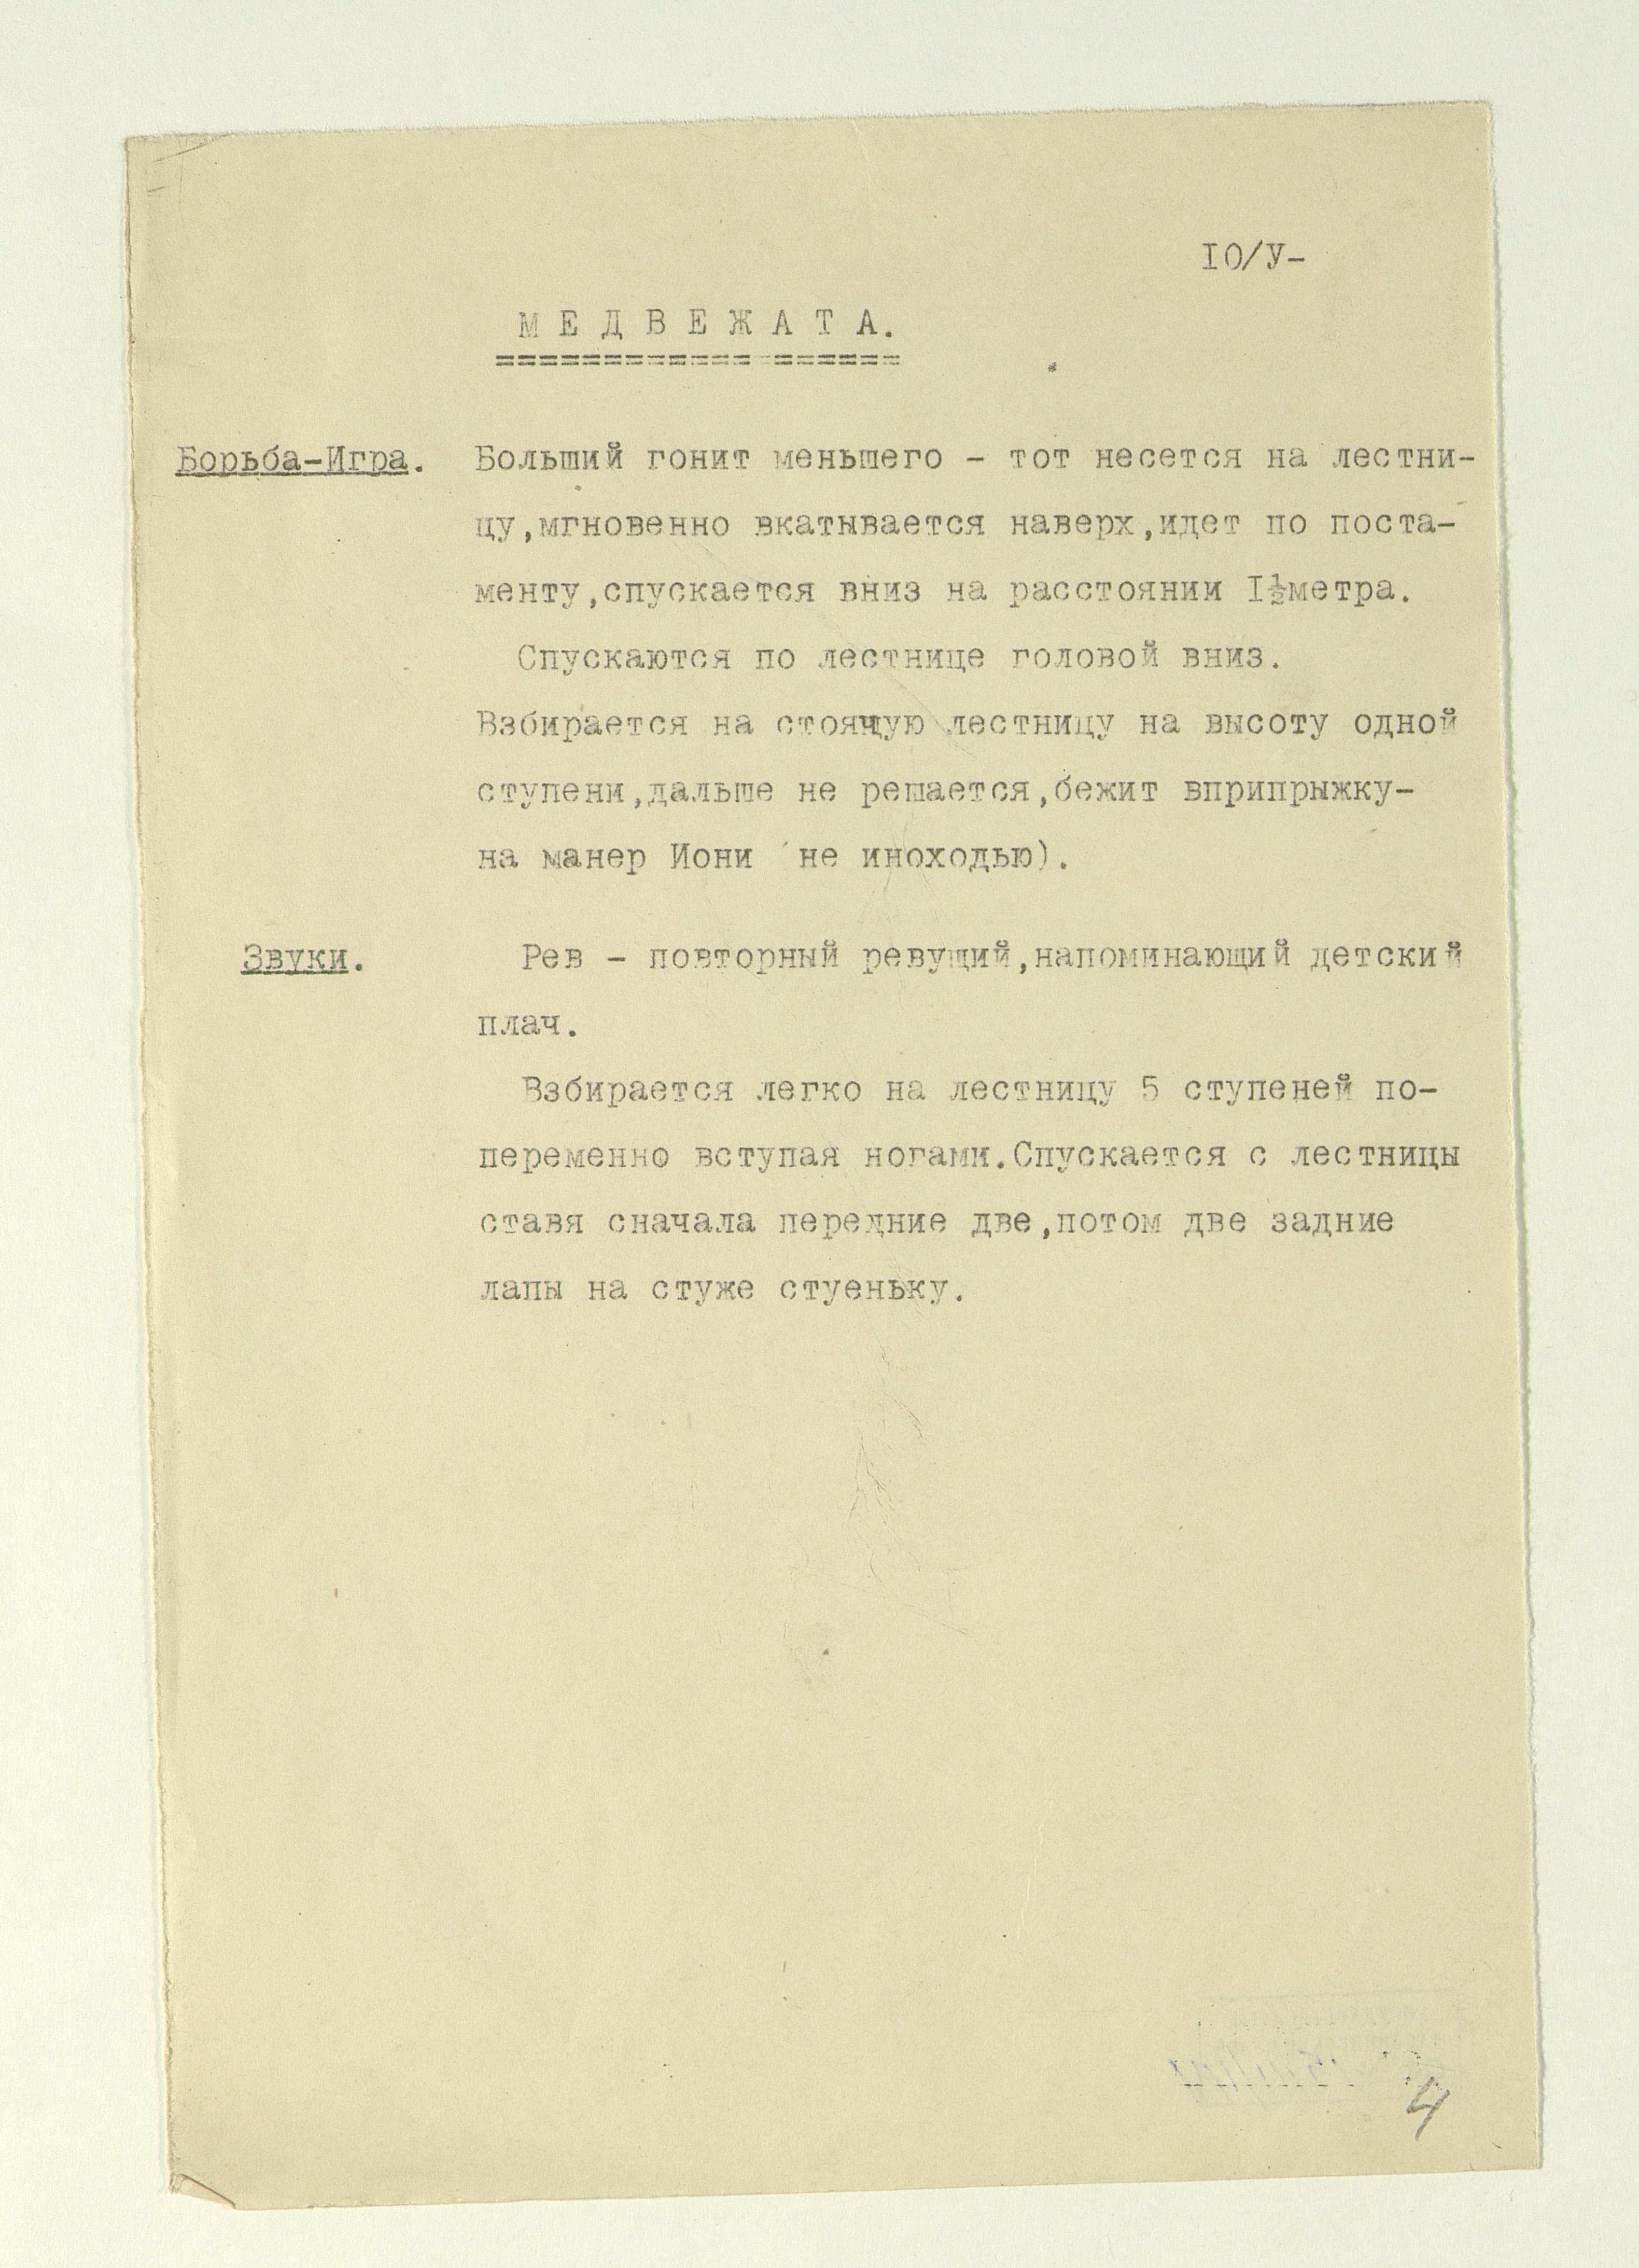 IO/У-
М Е Д В Е Ж А Т А.
===================
Борьба-Игра. Больший гонит меньшего - тот несется на лестни-
цу,мгновенно вкатывается наверх,идет по поста-
менту,спускается вниз на расстоянии I½метра.
Спускаются по лестнице головой вниз.
Взбирается на стоячую лестницу на высоту одной
ступени,дальше не решается,бежит вприпрыжку-
на манер Иони не иноходью).
Звуки. Рев - повторный ревущий,напоминающий детский
плач.
Взбирается легко на лестницу 5 ступеней по-
переменно вступая ногами.Спускается с лестницы
ставя сначала передние две,потом две задние
лапы на стуже стуеньку.
4